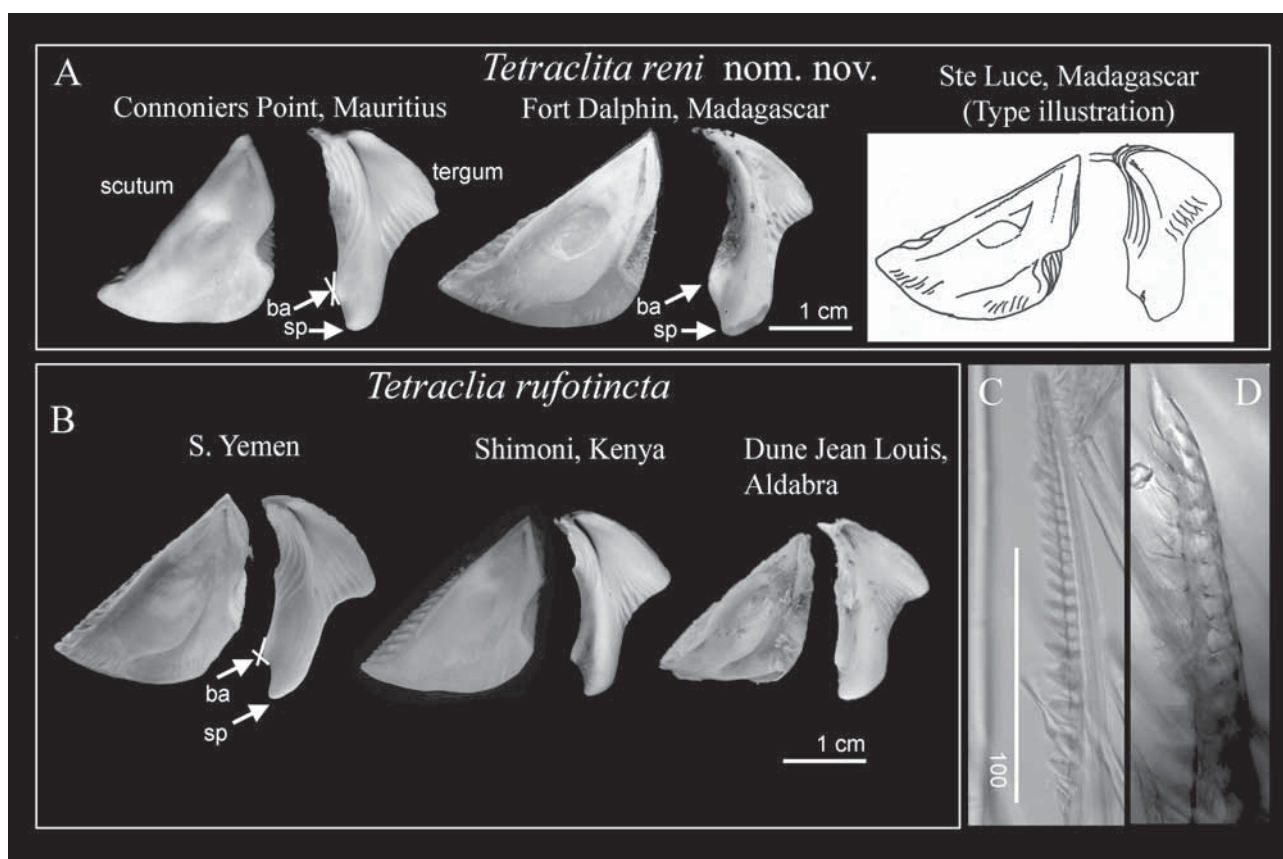 A
Tetraclita reni nom. nov.
Connoniers Point, Mauritius
Fort Dalphin, Madagascar
Ste Luce, Madagascar
(Type illustration)
scutum
tergum
ba
sp
ba
sp
1 cm
B
Tetraclia rufotincta
S. Yemen
Shimoni, Kenya
Dune Jean Louis,
Aldabra
ba
sp
1 cm
C
100
D